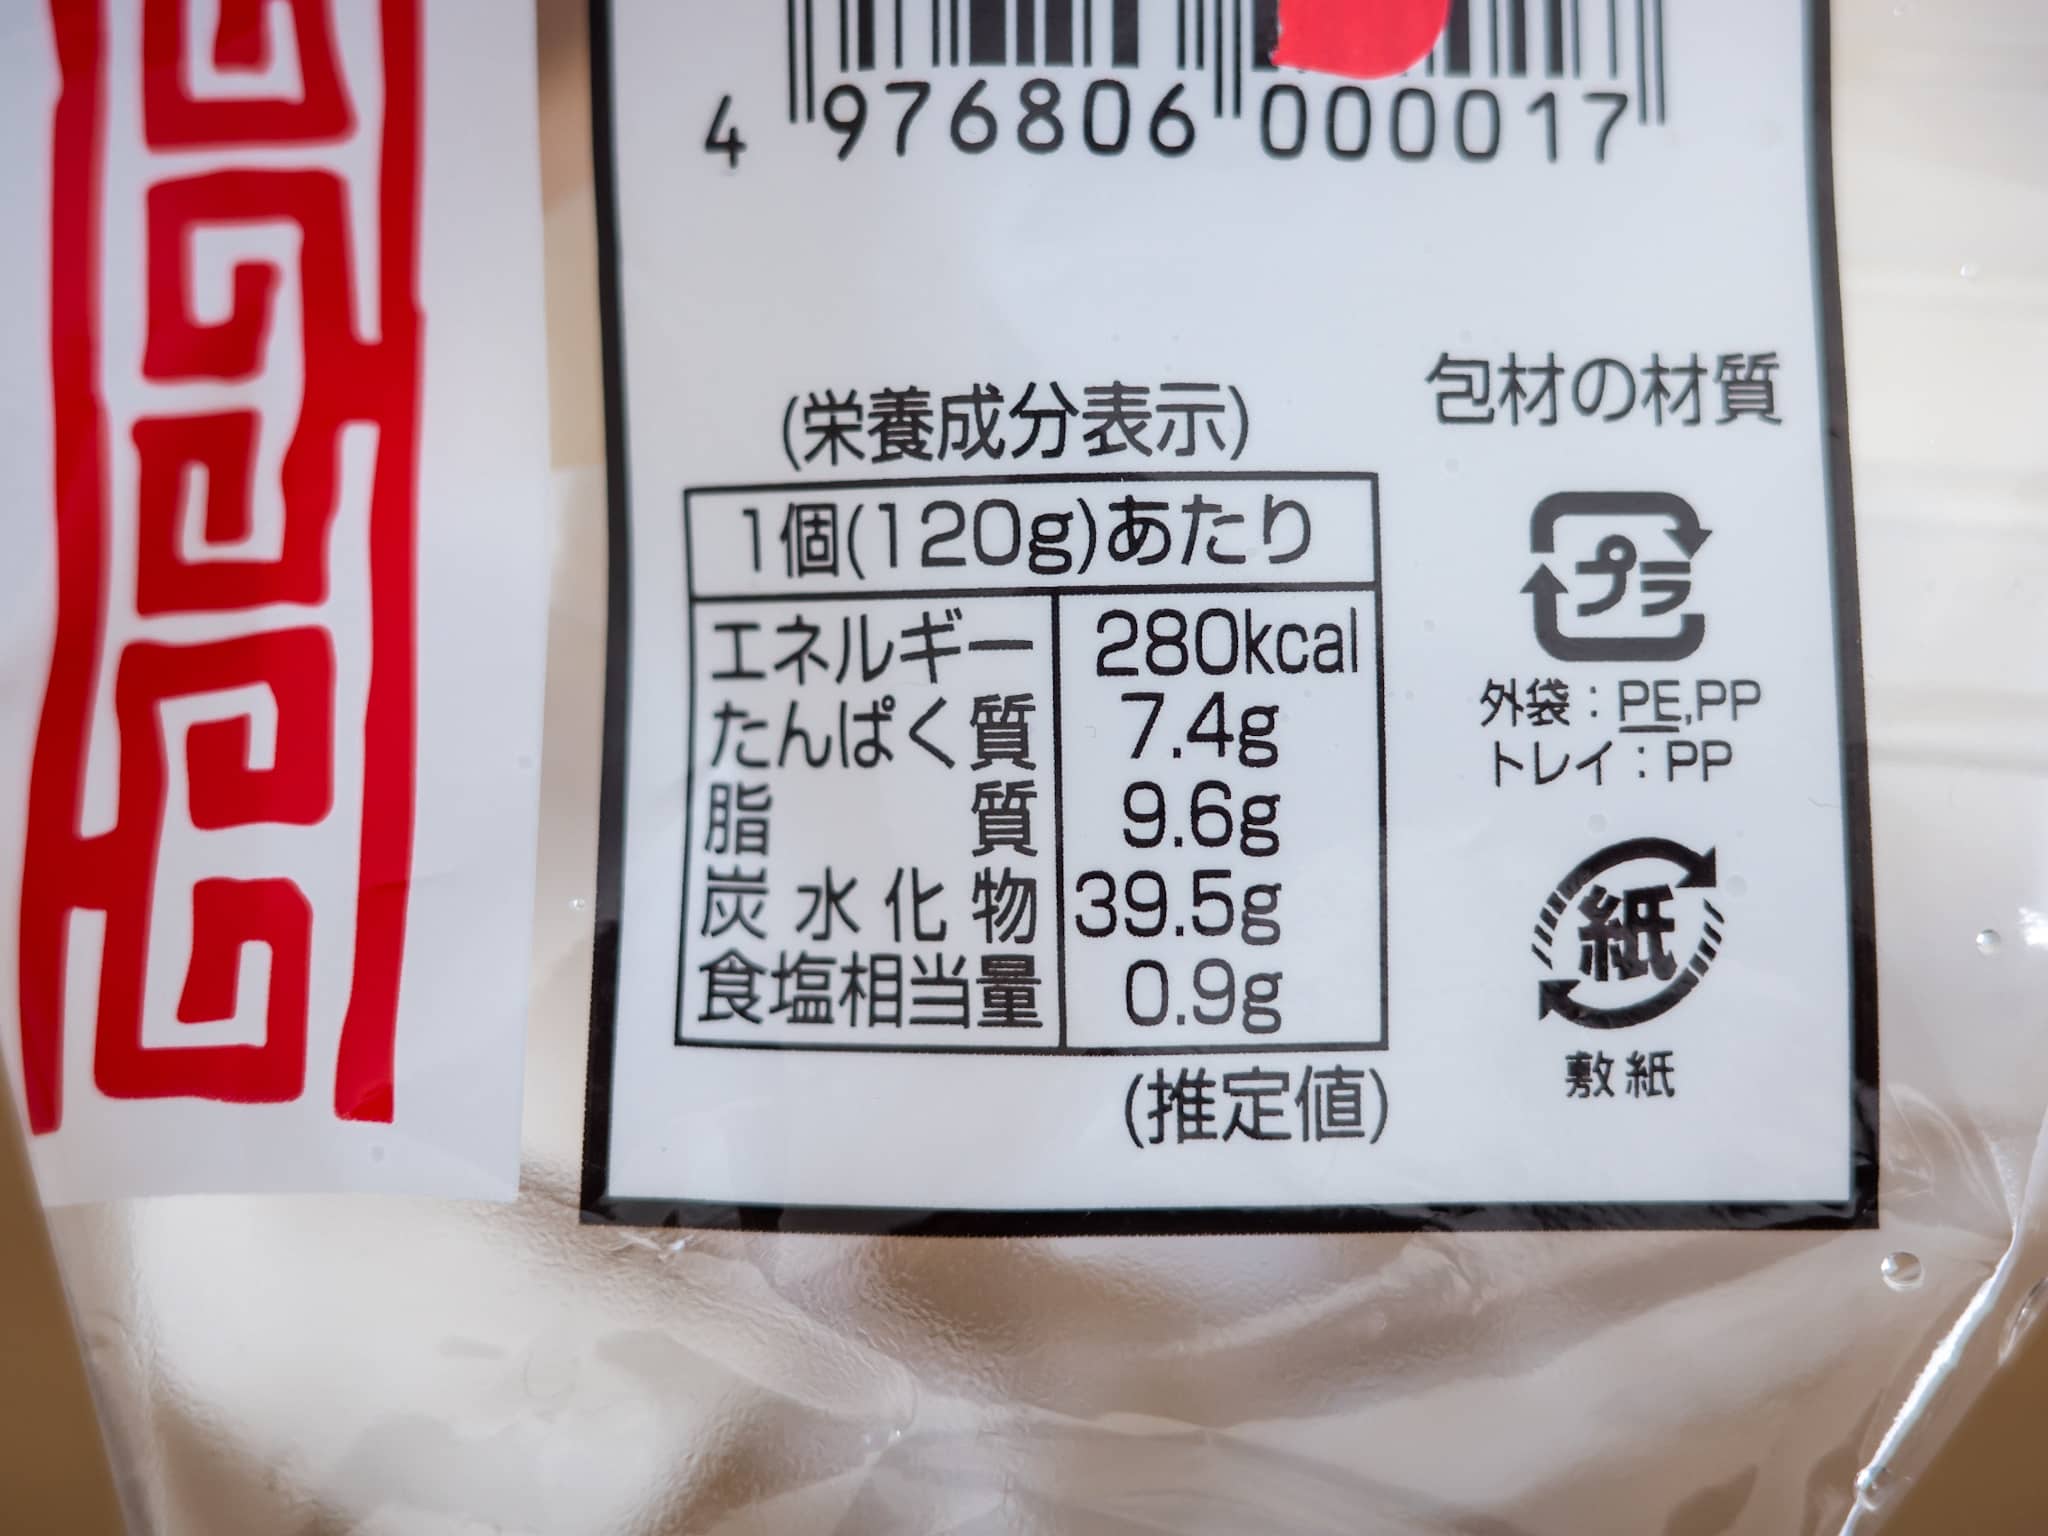 4 976806 000017
(栄養成分表示)
1個(120g)あたり
エネルギー 280kcal
たんぱく質 7.4g
脂質 9.6g
炭水化物 39.5g
食塩相当量 0.9g
(推定値)
包材の材質
プラ
外袋:PE,PP
トレイ:PP
紙
敷紙